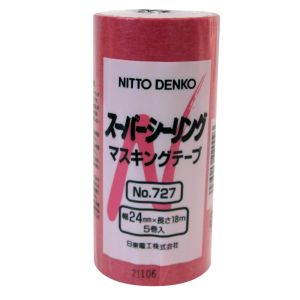 NITTO DENKO
スーパーシーリング
マスキングテープ
No.727
幅24mm×長さ18m
5巻入
日東電工株式会社
21106